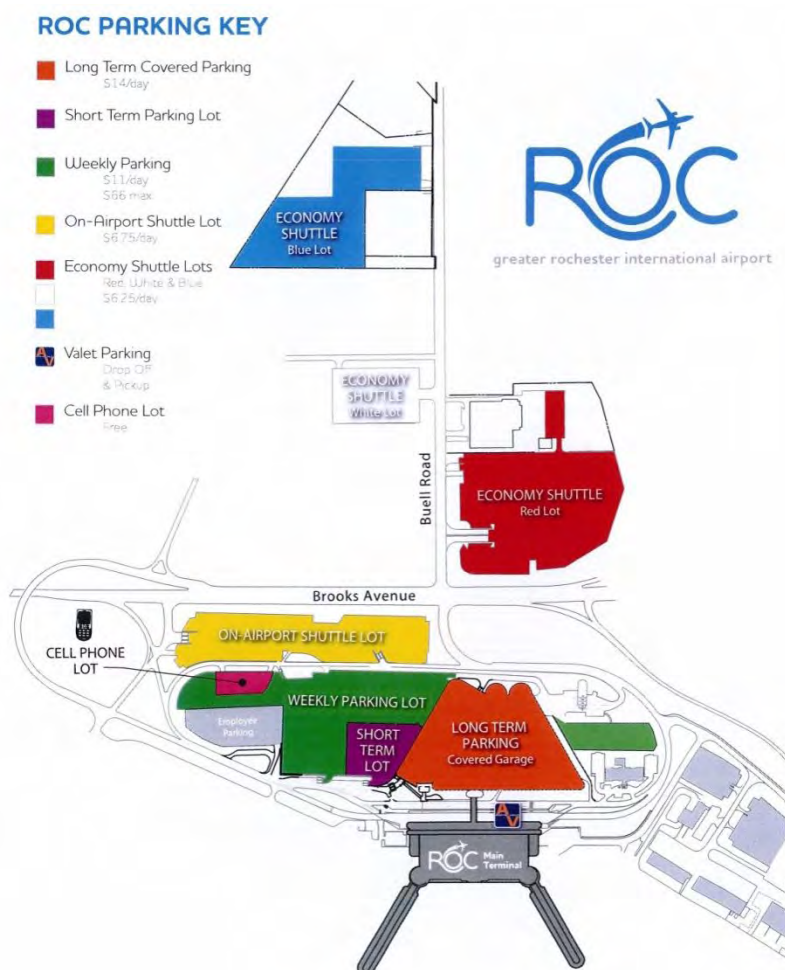 ROC PARKING KEY
Long Term Covered Parking
$14/day
Short Term Parking Lot
Weekly Parking
$11/day
$66 max
On-Airport Shuttle Lot
$6.75/day
Economy Shuttle Lots
Red, White & Blue
$6.25/day
AV
Valet Parking
Drop Off
& Pickup
Cell Phone Lot
Free
ROC
greater rochester international airport
ECONOMY
SHUTTLE
Blue Lot
ECONOMY
SHUTTLE
White Lot
Buell Road
ECONOMY SHUTTLE
Red Lot
Brooks Avenue
ON-AIRPORT SHUTTLE LOT
CELL PHONE
LOT
WEEKLY PARKING LOT
Employee
Parking
SHORT
TERM
LOT
LONG TERM
PARKING
Covered Garage
AV
ROC Main
Terminal